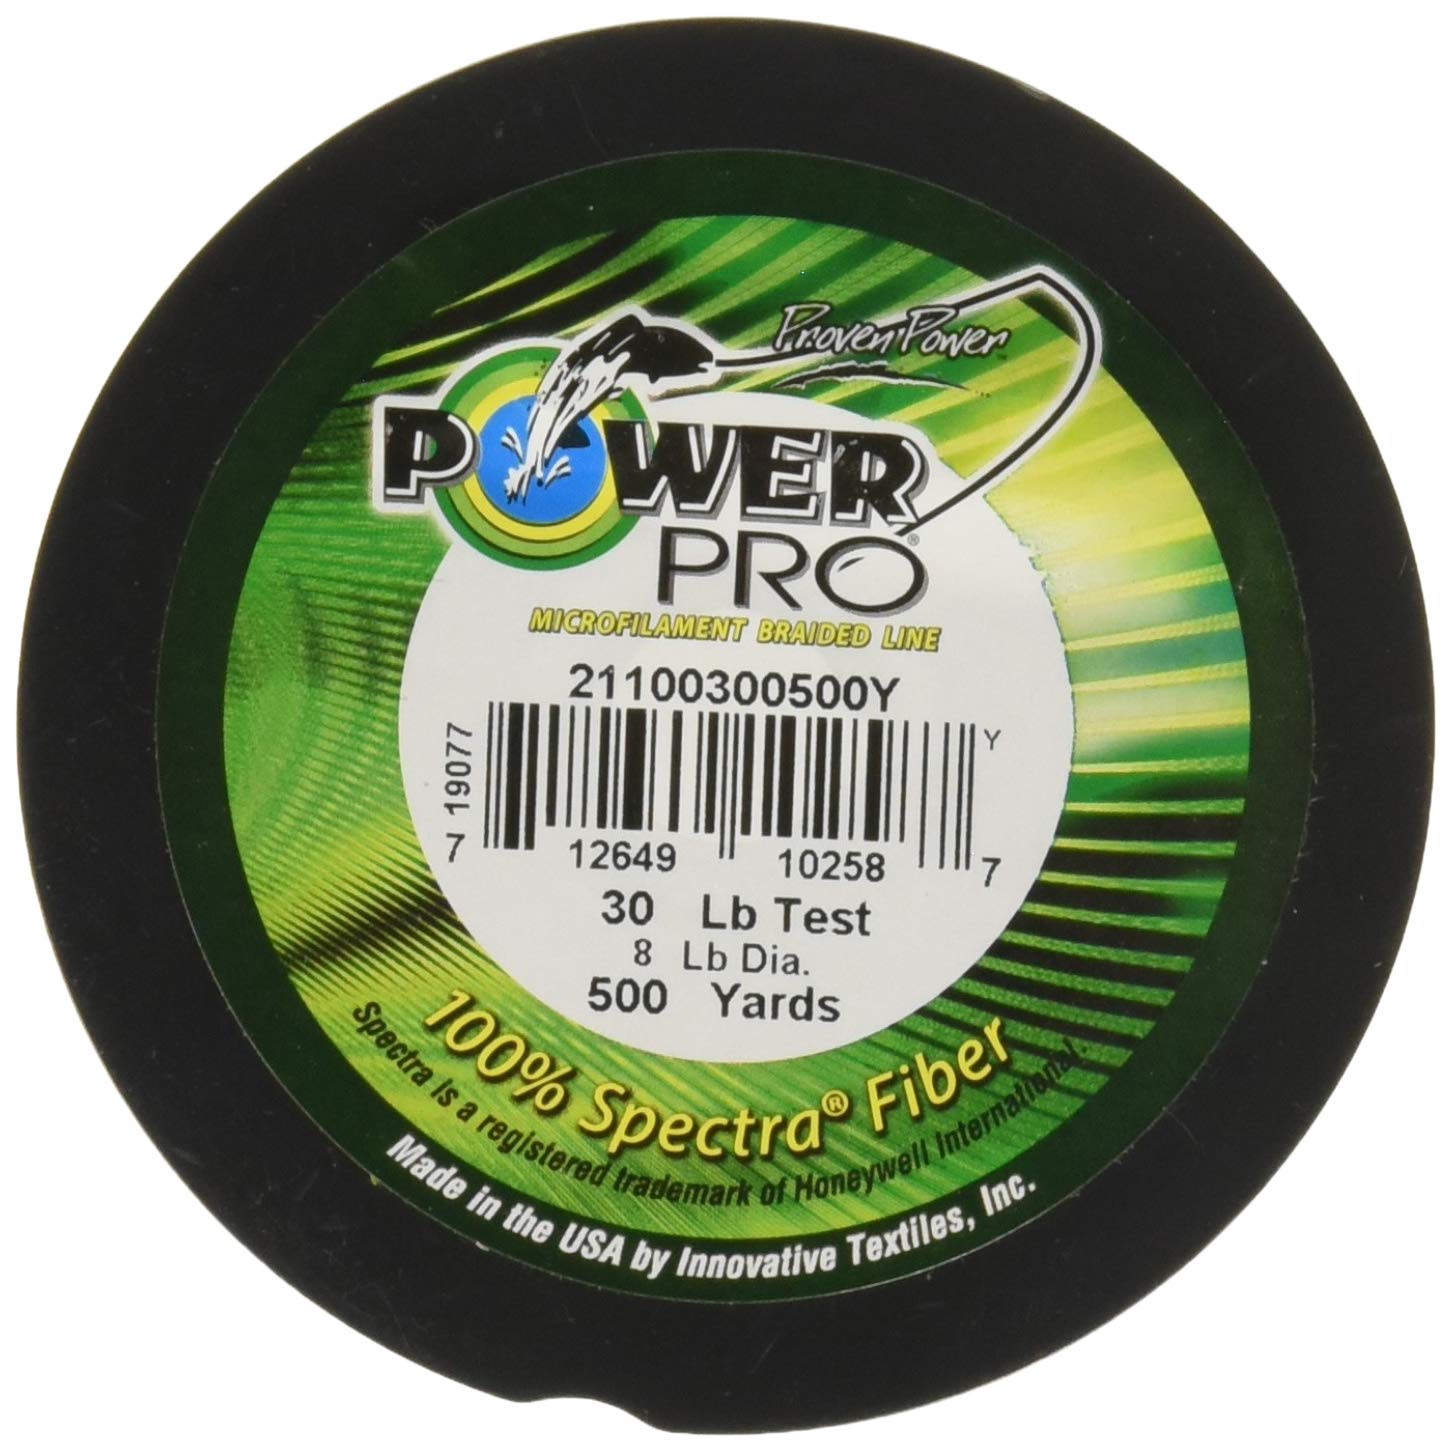 Proven Power™
POWER
PRO®
MICROFILAMENT BRAIDED LINE
21100300500Y
Y
19077
7 12649 10258 7
30 Lb Test
8 Lb Dia.
500 Yards
100% Spectra® Fiber
Spectra is a registered trademark of Honeywell International.
Made in the USA by Innovative Textiles, Inc.